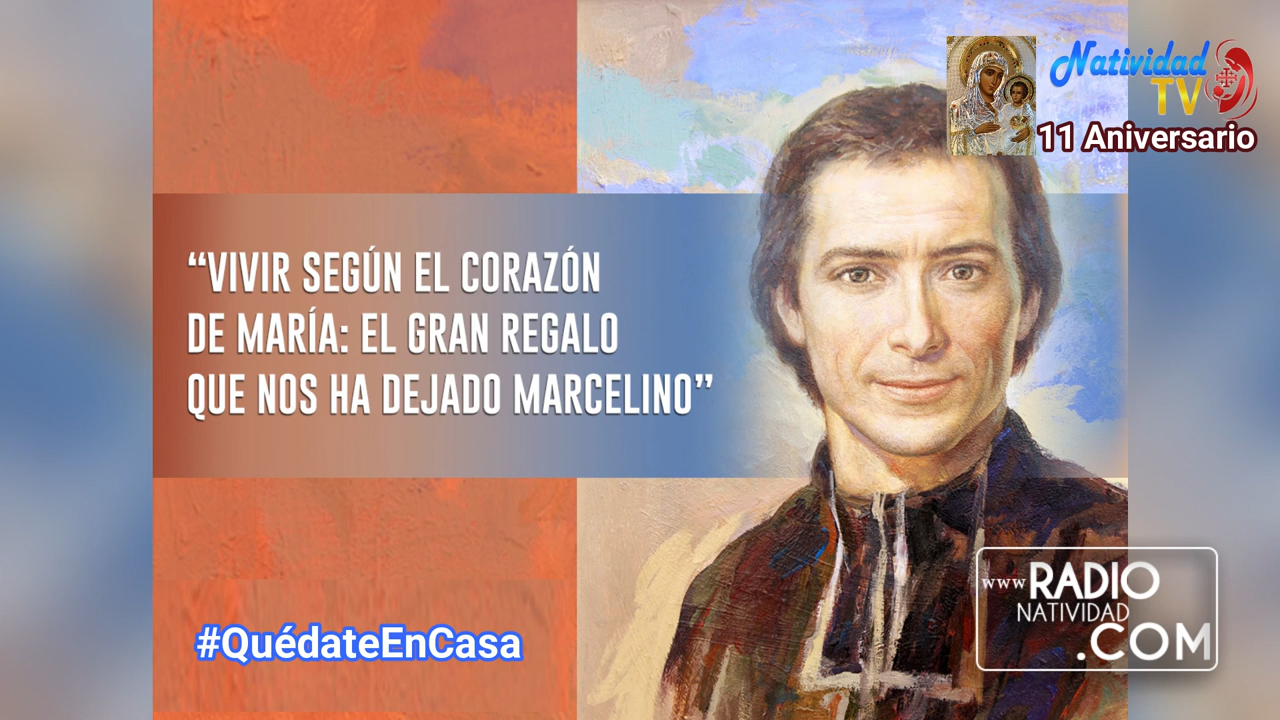 Natividad
TV
11 Aniversario
“VIVIR SEGÚN EL CORAZÓN
DE MARÍA: EL GRAN REGALO
QUE NOS HA DEJADO MARCELINO”
#QuédateEnCasa
www RADIO
NATIVIDAD
.COM